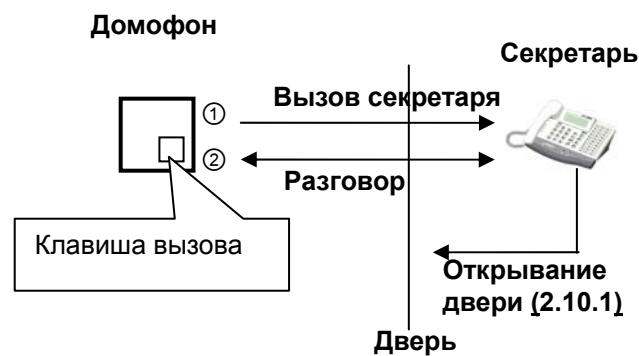 Домофон
Секретарь
①
Вызов секретаря
②
Разговор
Клавиша вызова
Открывание
двери (2.10.1)
Дверь